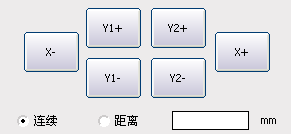 Y1+ Y2+
X- X+
Y1- Y2-
连续 距离 mm